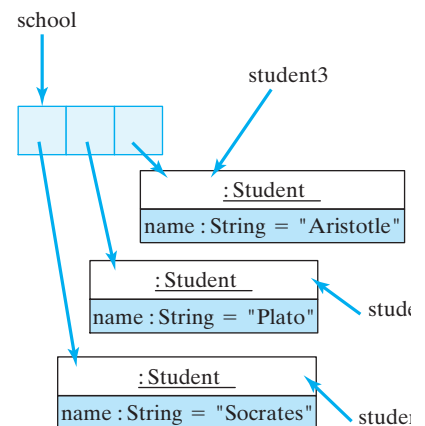 school
student3
:Student
name : String = "Aristotle"
:Student
name : String = "Plato"
:Student
name : String = "Socrates"